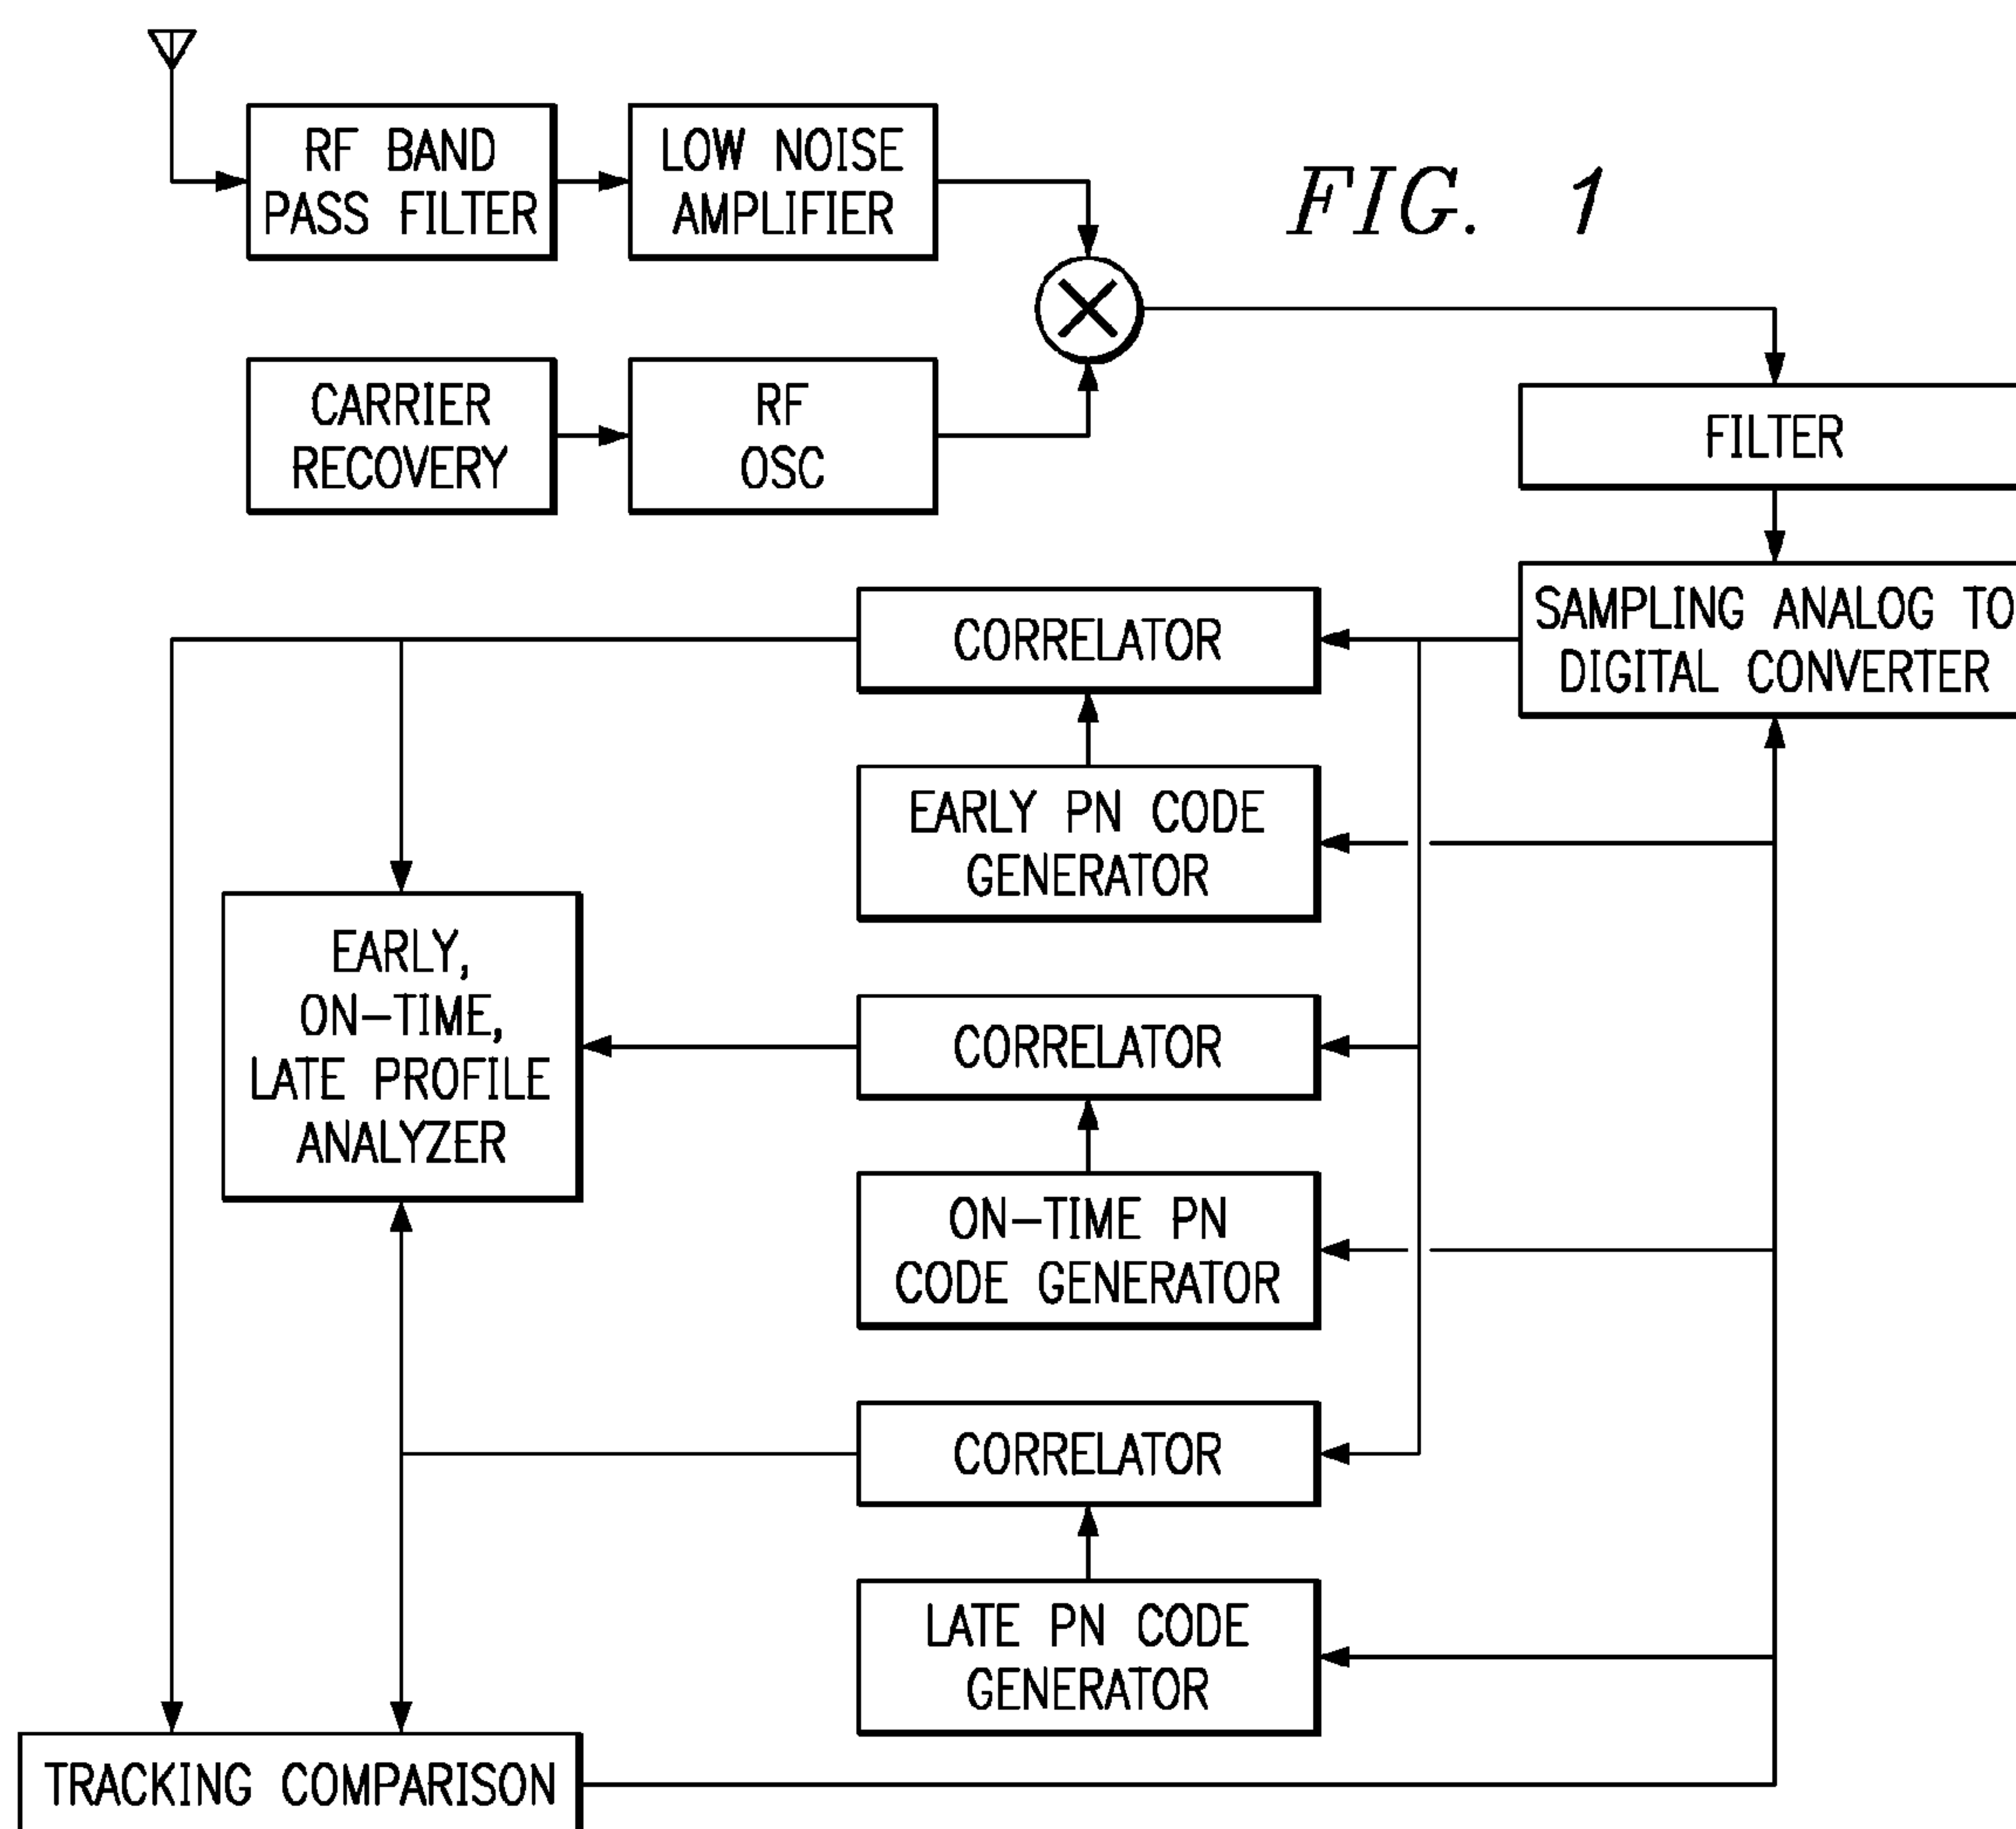 RF BAND
PASS FILTER
LOW NOISE
AMPLIFIER
FIG. 1
CARRIER
RECOVERY
RF
OSC
FILTER
SAMPLING ANALOG TO
DIGITAL CONVERTER
CORRELATOR
EARLY PN CODE
GENERATOR
EARLY,
ON-TIME,
LATE PROFILE
ANALYZER
CORRELATOR
ON-TIME PN
CODE GENERATOR
CORRELATOR
LATE PN CODE
GENERATOR
TRACKING COMPARISON